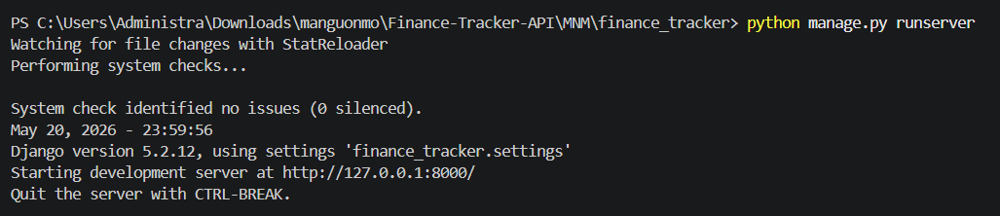 PS C:\Users\Administra\Downloads\manguonmo\Finance-Tracker-API\MNM\finance_tracker> python manage.py runserver
Watching for file changes with StatReloader
Performing system checks...
System check identified no issues (0 silenced).
May 20, 2026 - 23:59:56
Django version 5.2.12, using settings 'finance_tracker.settings'
Starting development server at http://127.0.0.1:8000/
Quit the server with CTRL-BREAK.